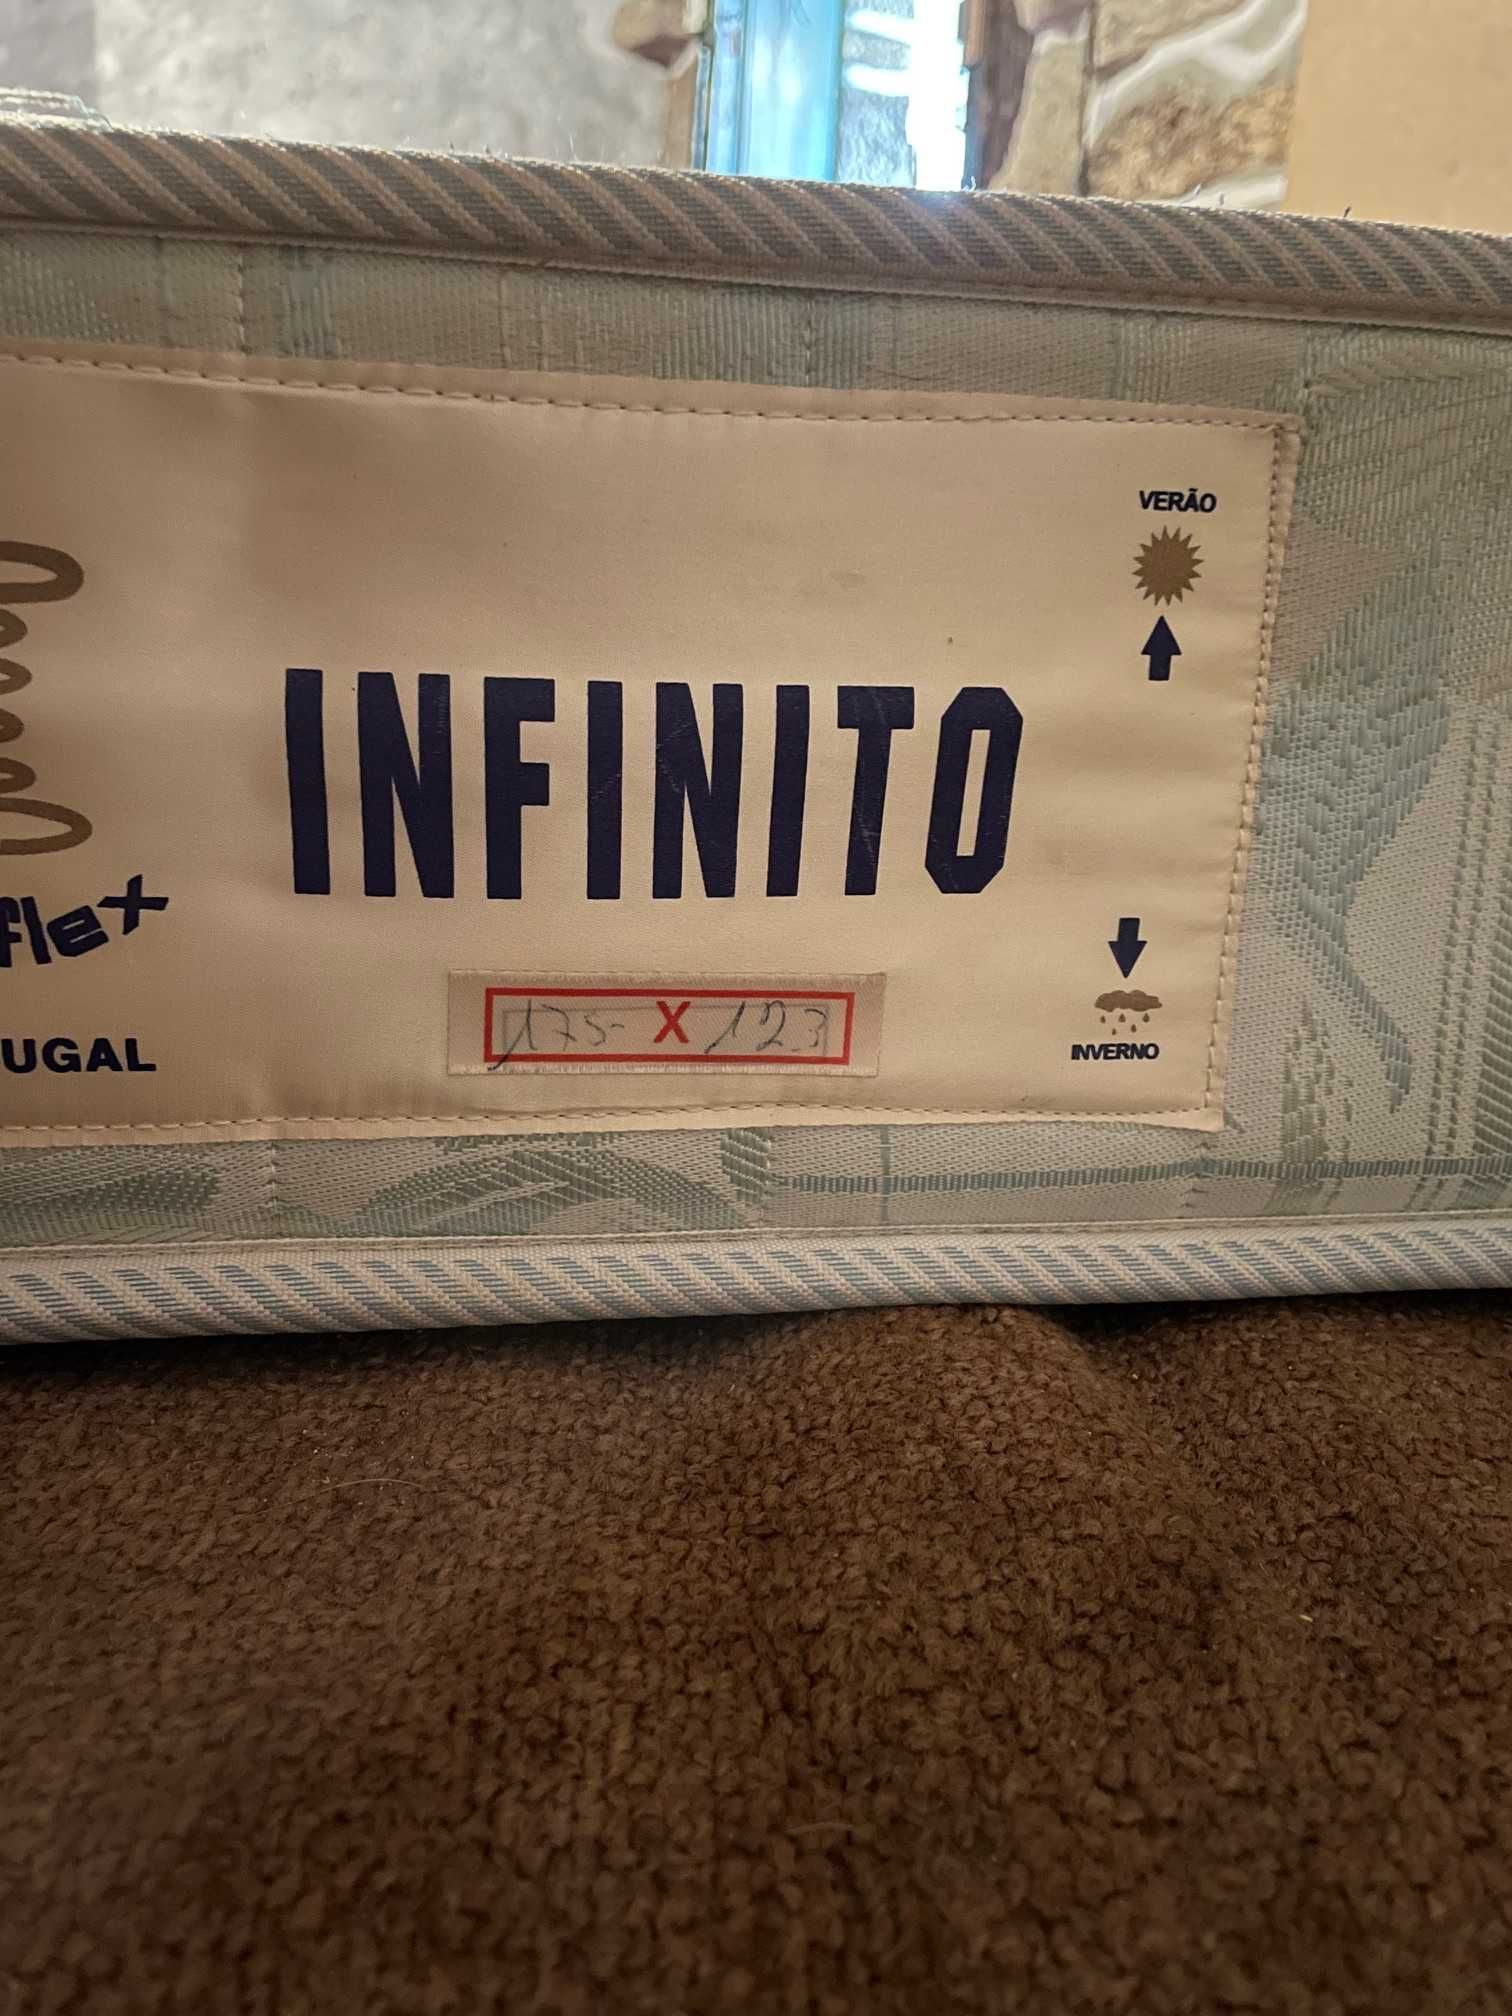 VERÃO
INFINITO
flex
175 X 123
UGAL
INVERNO